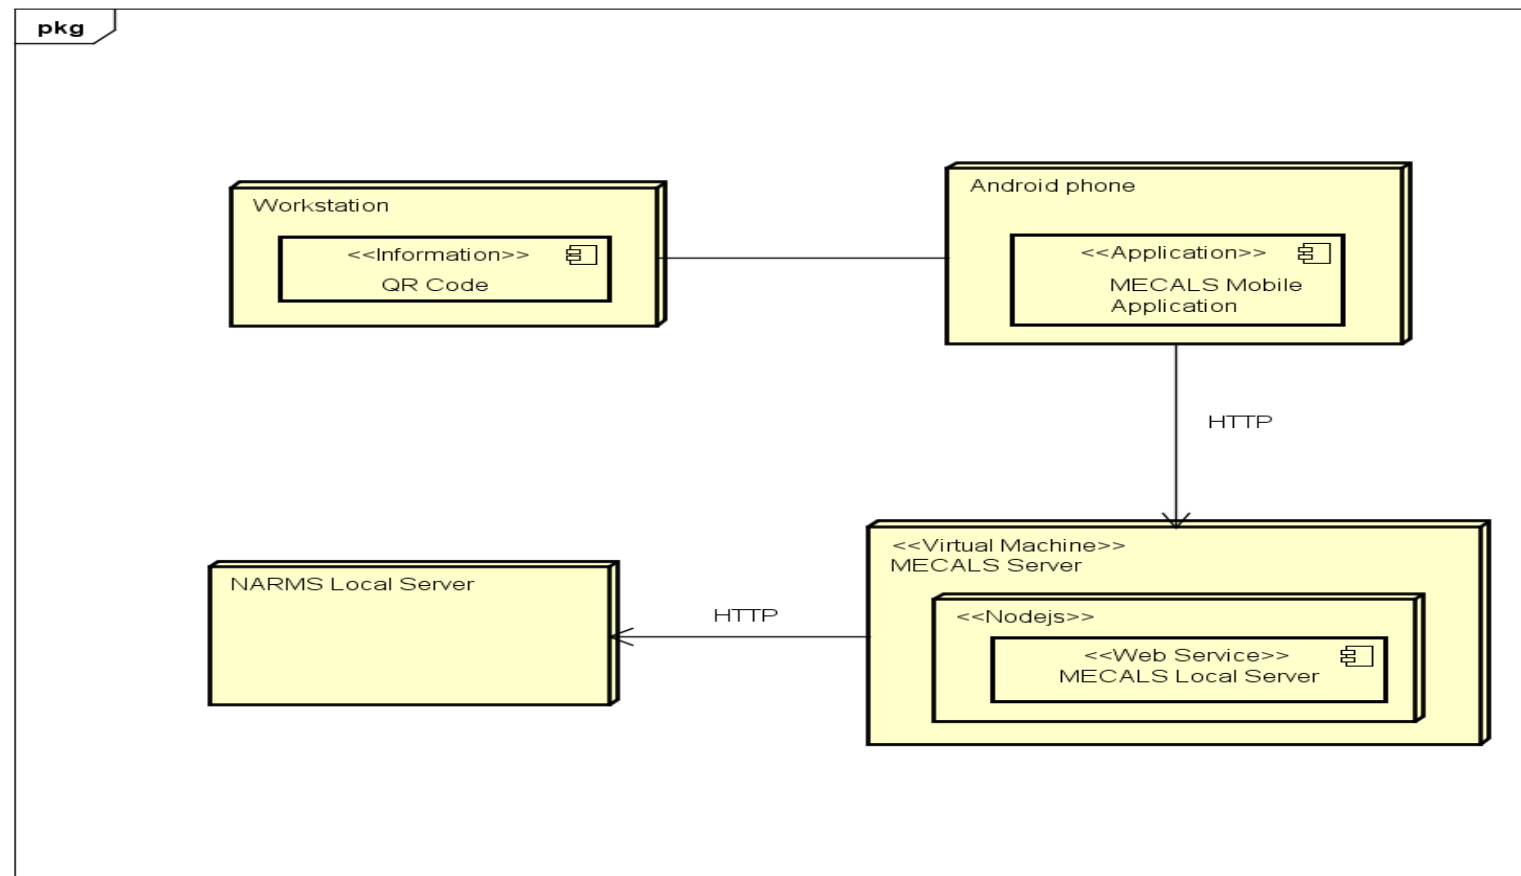 pkg
Workstation
<<Information>>
QR Code
Android phone
<<Application>>
MECALS Mobile
Application
HTTP
NARMS Local Server
HTTP
<<Virtual Machine>>
MECALS Server
<<Nodejs>>
<<Web Service>>
MECALS Local Server